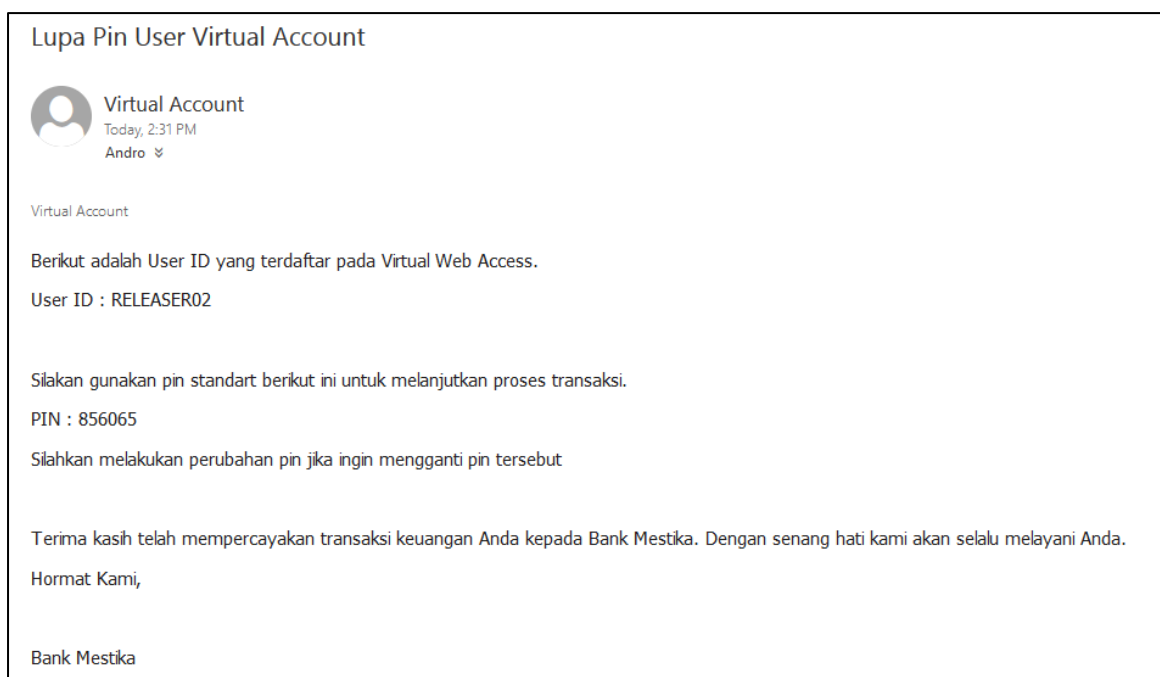 Lupa Pin User Virtual Account
Virtual Account
Today, 2:31 PM
Andro
Virtual Account
Berikut adalah User ID yang terdaftar pada Virtual Web Access.
User ID : RELEASER02
Silakan gunakan pin standart berikut ini untuk melanjutkan proses transaksi.
PIN : 856065
Silahkan melakukan perubahan pin jika ingin mengganti pin tersebut
Terima kasih telah mempercayakan transaksi keuangan Anda kepada Bank Mestika. Dengan senang hati kami akan selalu melayani Anda.
Hormat Kami,
Bank Mestika